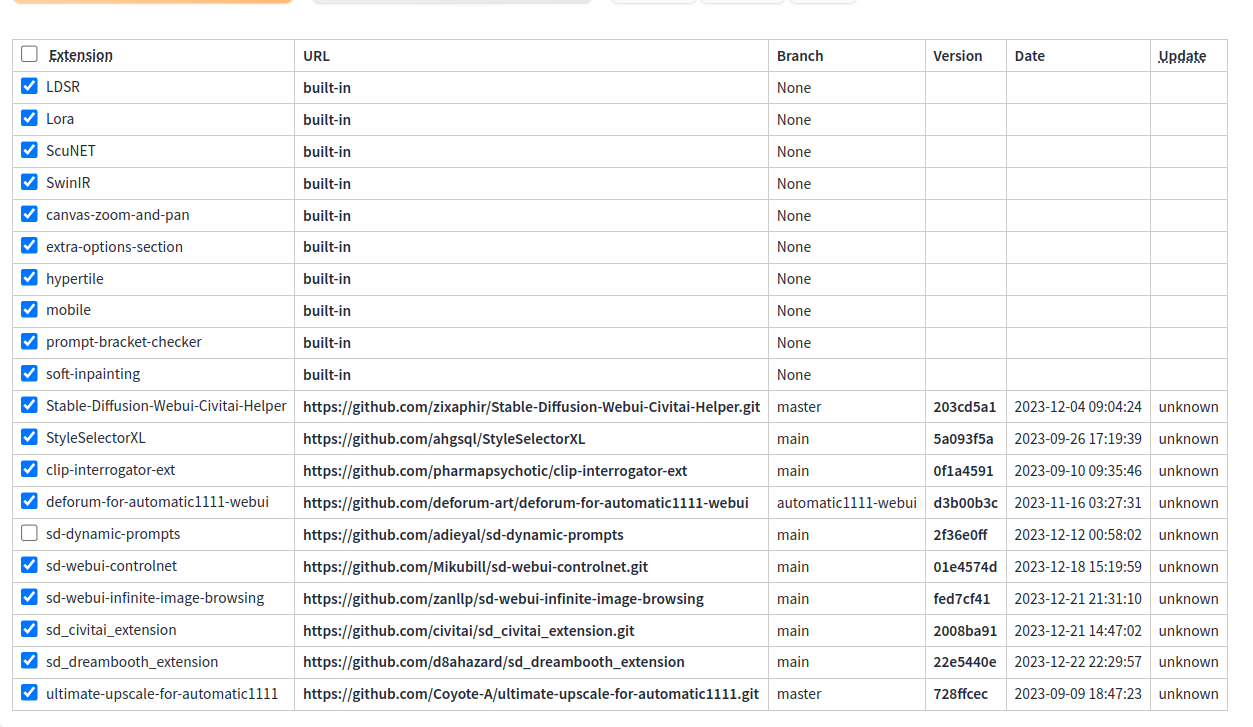 Extension URL Branch Version Date Update
LDSR built-in None
Lora built-in None
ScuNET built-in None
SwinIR built-in None
canvas-zoom-and-pan built-in None
extra-options-section built-in None
hypertile built-in None
mobile built-in None
prompt-bracket-checker built-in None
soft-inpainting built-in None
Stable-Diffusion-Webui-Civitai-Helper https://github.com/zixaphir/Stable-Diffusion-Webui-Civitai-Helper.git master 203cd5a1 2023-12-04 09:04:24 unknown
StyleSelectorXL https://github.com/ahgsql/StyleSelectorXL main 5a093f5a 2023-09-26 17:19:39 unknown
clip-interrogator-ext https://github.com/pharmapsychotic/clip-interrogator-ext main 0f1a4591 2023-09-10 09:35:46 unknown
deforum-for-automatic1111-webui https://github.com/deforum-art/deforum-for-automatic1111-webui automatic1111-webui d3b00b3c 2023-11-16 03:27:31 unknown
sd-dynamic-prompts https://github.com/adieyal/sd-dynamic-prompts main 2f36e0ff 2023-12-12 00:58:02 unknown
sd-webui-controlnet https://github.com/Mikubill/sd-webui-controlnet.git main 01e4574d 2023-12-18 15:19:59 unknown
sd-webui-infinite-image-browsing https://github.com/zanllp/sd-webui-infinite-image-browsing main fed7cf41 2023-12-21 21:31:10 unknown
sd_civitai_extension https://github.com/civitai/sd_civitai_extension.git main 2008ba91 2023-12-21 14:47:02 unknown
sd_dreambooth_extension https://github.com/d8ahazard/sd_dreambooth_extension main 22e5440e 2023-12-22 22:29:57 unknown
ultimate-upscale-for-automatic1111 https://github.com/Coyote-A/ultimate-upscale-for-automatic1111.git master 728ffcec 2023-09-09 18:47:23 unknown